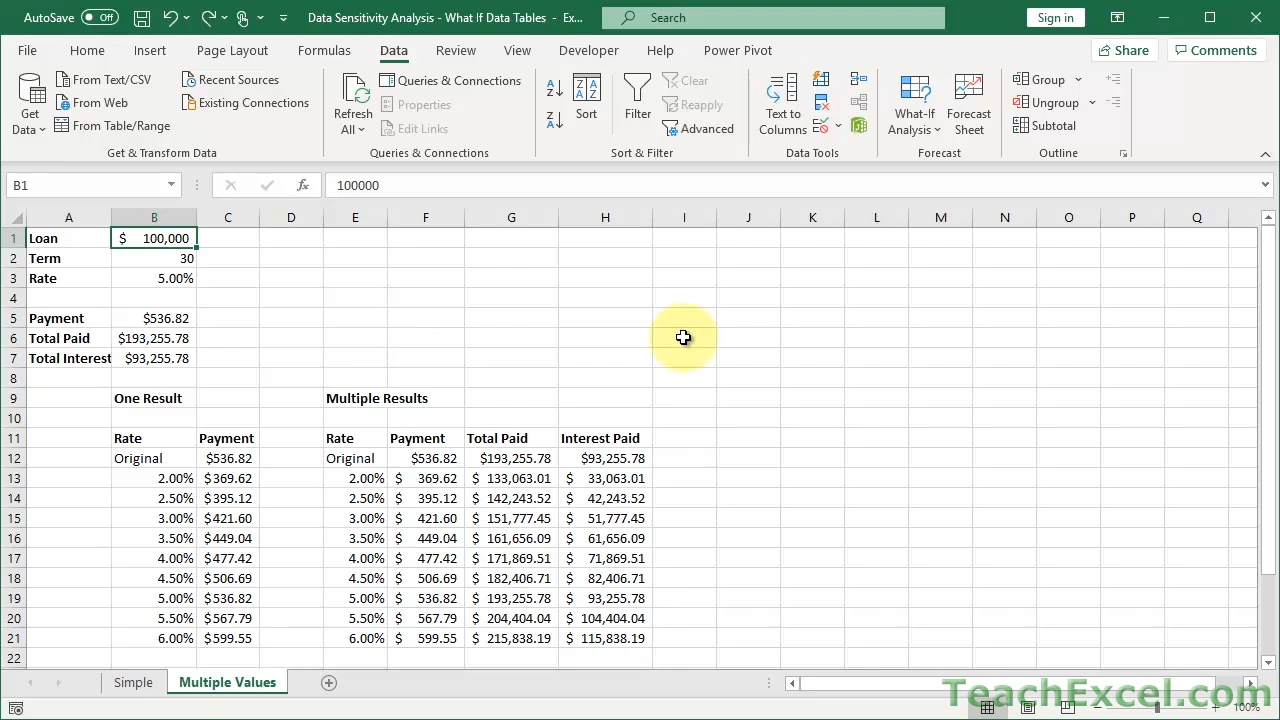 AutoSave Off Data Sensitivity Analysis - What If Data Tables - Ex... Search Sign in
File Home Insert Page Layout Formulas Data Review View Developer Help Power Pivot Share Comments
From Text/CSV Recent Sources Queries & Connections Clear Group
From Web Existing Connections Properties Reapply Ungroup
From Table/Range Edit Links Advanced Subtotal
Get Data Refresh All Sort Filter Text to Columns What-If Analysis Forecast Sheet
Get & Transform Data Queries & Connections Sort & Filter Data Tools Forecast Outline
B1 fx 100000
A B C D E F G H I J K L M N O P Q
1 Loan $ 100,000
2 Term 30
3 Rate 5.00%
4
5 Payment $536.82
6 Total Paid $193,255.78
7 Total Interest $93,255.78
8
9 One Result Multiple Results
10
11 Rate Payment Rate Payment Total Paid Interest Paid
12 Original $536.82 Original $536.82 $193,255.78 $93,255.78
13 2.00% $369.62 2.00% $ 369.62 $ 133,063.01 $ 33,063.01
14 2.50% $395.12 2.50% $ 395.12 $ 142,243.52 $ 42,243.52
15 3.00% $421.60 3.00% $ 421.60 $ 151,777.45 $ 51,777.45
16 3.50% $449.04 3.50% $ 449.04 $ 161,656.09 $ 61,656.09
17 4.00% $477.42 4.00% $ 477.42 $ 171,869.51 $ 71,869.51
18 4.50% $506.69 4.50% $ 506.69 $ 182,406.71 $ 82,406.71
19 5.00% $536.82 5.00% $ 536.82 $ 193,255.78 $ 93,255.78
20 5.50% $567.79 5.50% $ 567.79 $ 204,404.04 $ 104,404.04
21 6.00% $599.55 6.00% $ 599.55 $ 215,838.19 $ 115,838.19
22
Simple Multiple Values
TeachExcel.com
100%